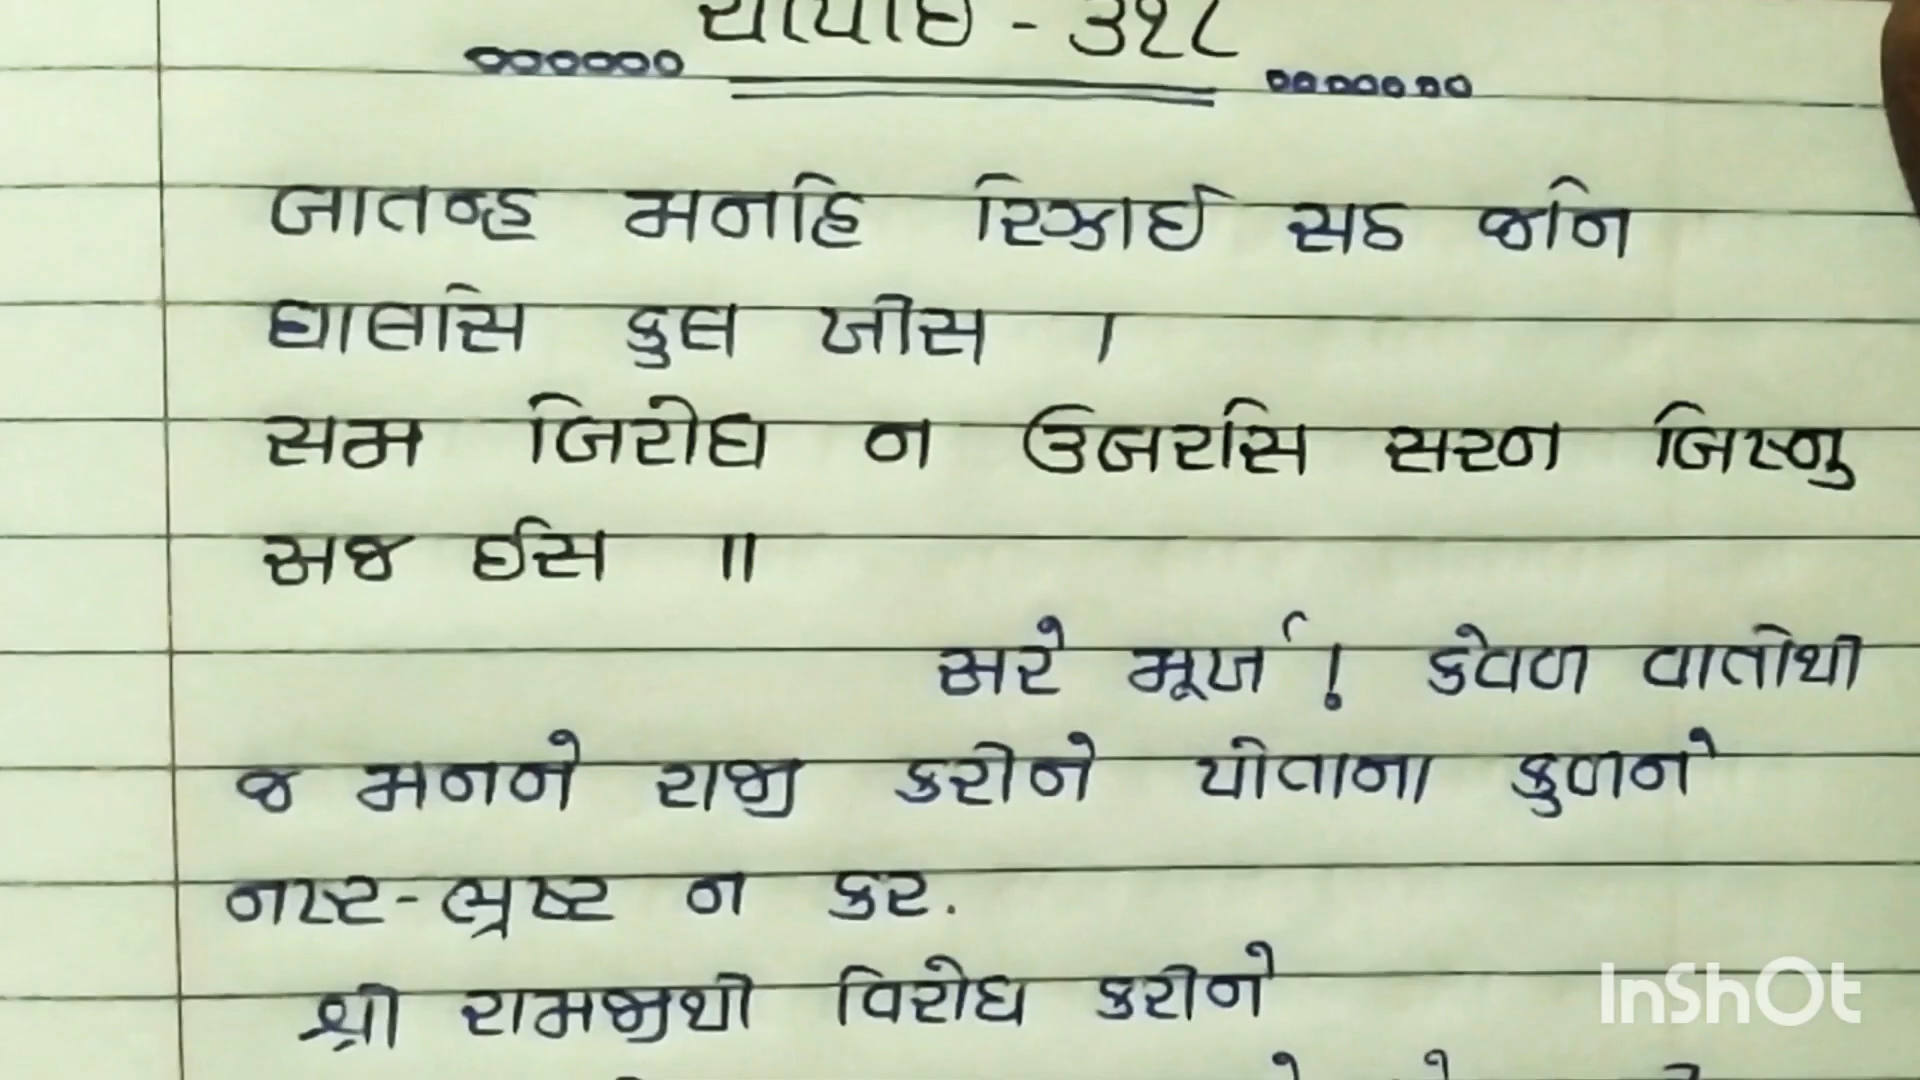 ચોપાઈ - ૩૧૮
બાતન્હ મનહિ રિઝાઈ સઠ જનિ
ઘાલસિ કુલ ખીસ ।
રામ બિરોધ ન ઉબરસિ સરન બિષ્નુ
અજ ઈસ ॥
અરે મૂર્ખ ! કેવળ વાતોથી
જ મનને રાજી કરીને પોતાના કુળને
નષ્ટ-ભ્રષ્ટ ન કર.
શ્રી રામજીથી વિરોધ કરીને
InShOt